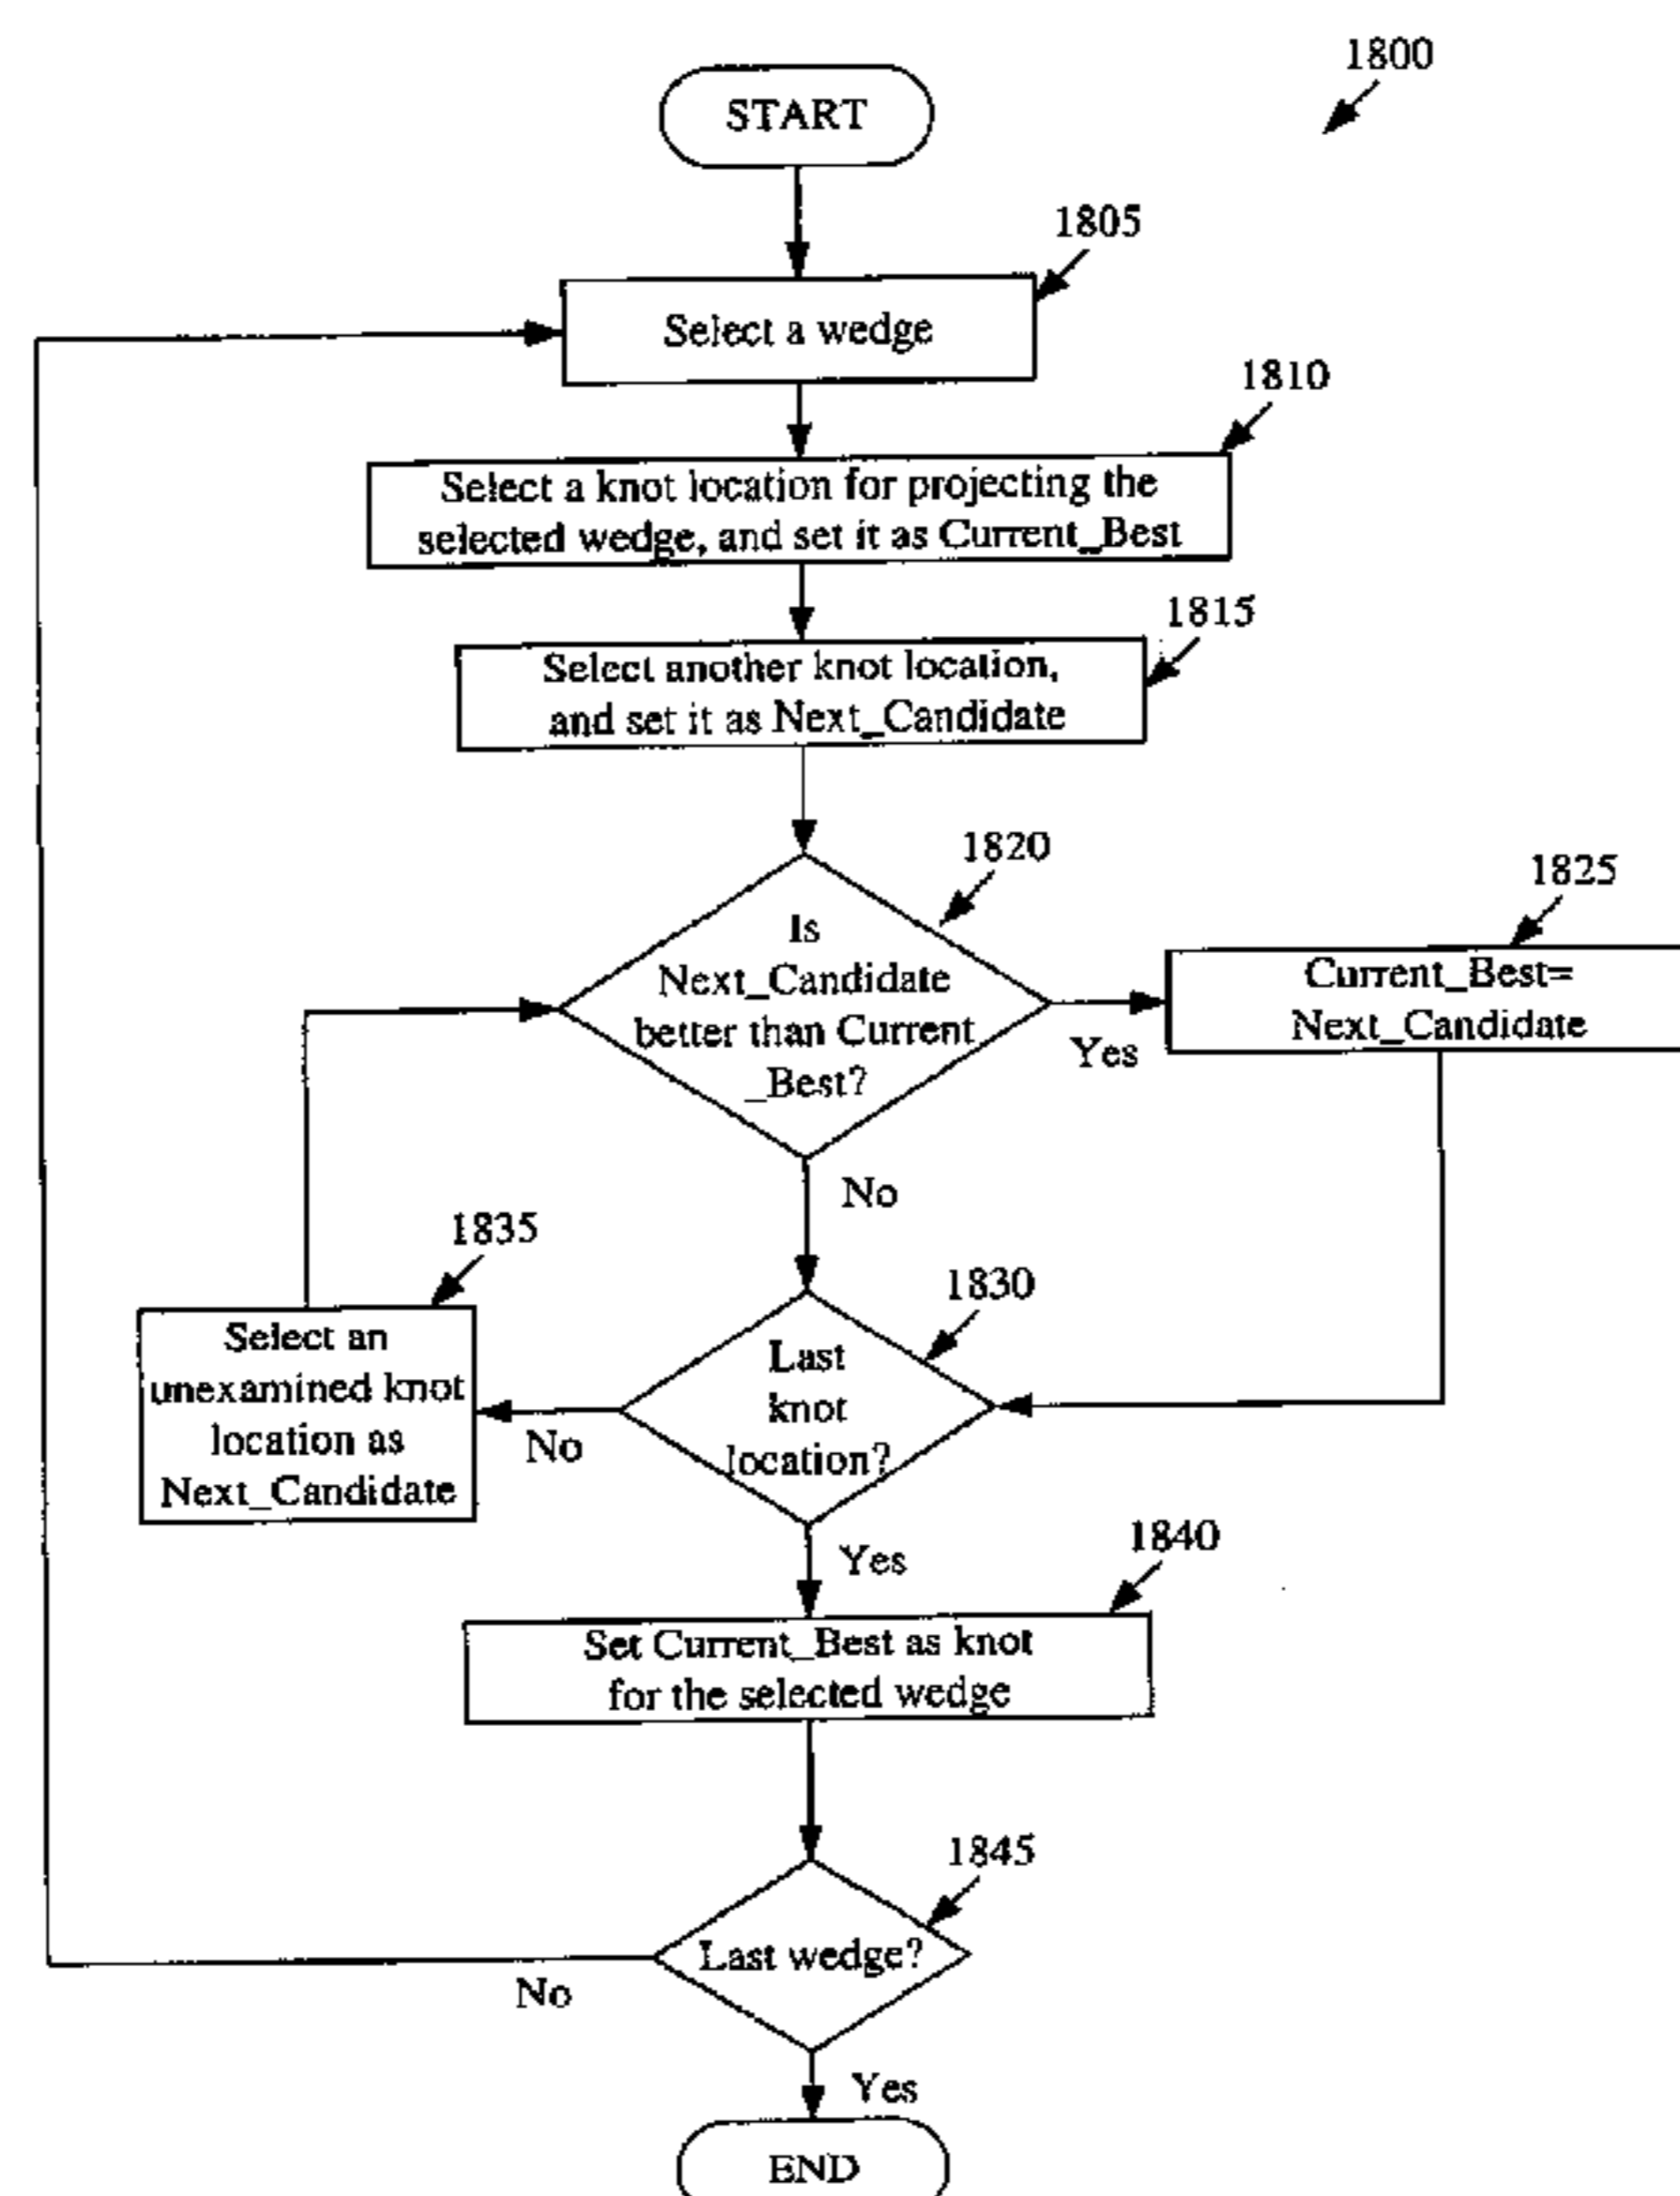 1800
START
1805
Select a wedge
1810
Select a knot location for projecting the
selected wedge, and set it as Current_Best
1815
Select another knot location,
and set it as Next_Candidate
1820
Is
Next_Candidate
better than Current
_Best?
Yes
1825
Current_Best=
Next_Candidate
No
1835
Select an
unexamined knot
location as
Next_Candidate
1830
Last
knot
location?
No
Yes
1840
Set Current_Best as knot
for the selected wedge
1845
Last wedge?
No
Yes
END